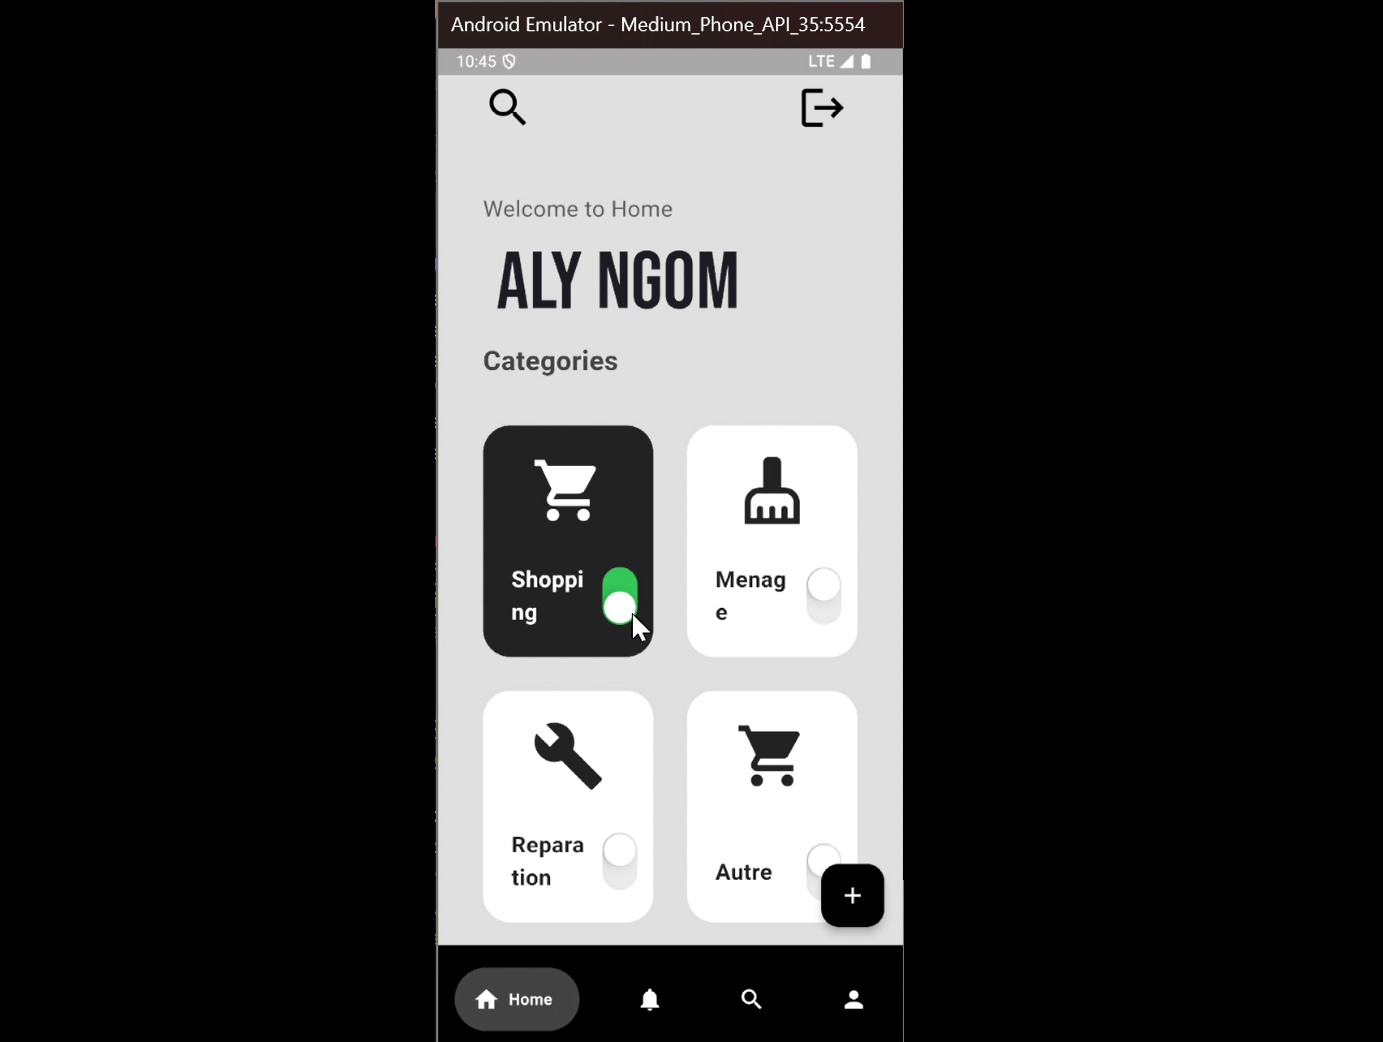 Android Emulator - Medium_Phone_API_35:5554
10:45 LTE
Welcome to Home
ALY NGOM
Categories
Shoppi
ng
Menag
e
Repara
tion
Autre
+
Home